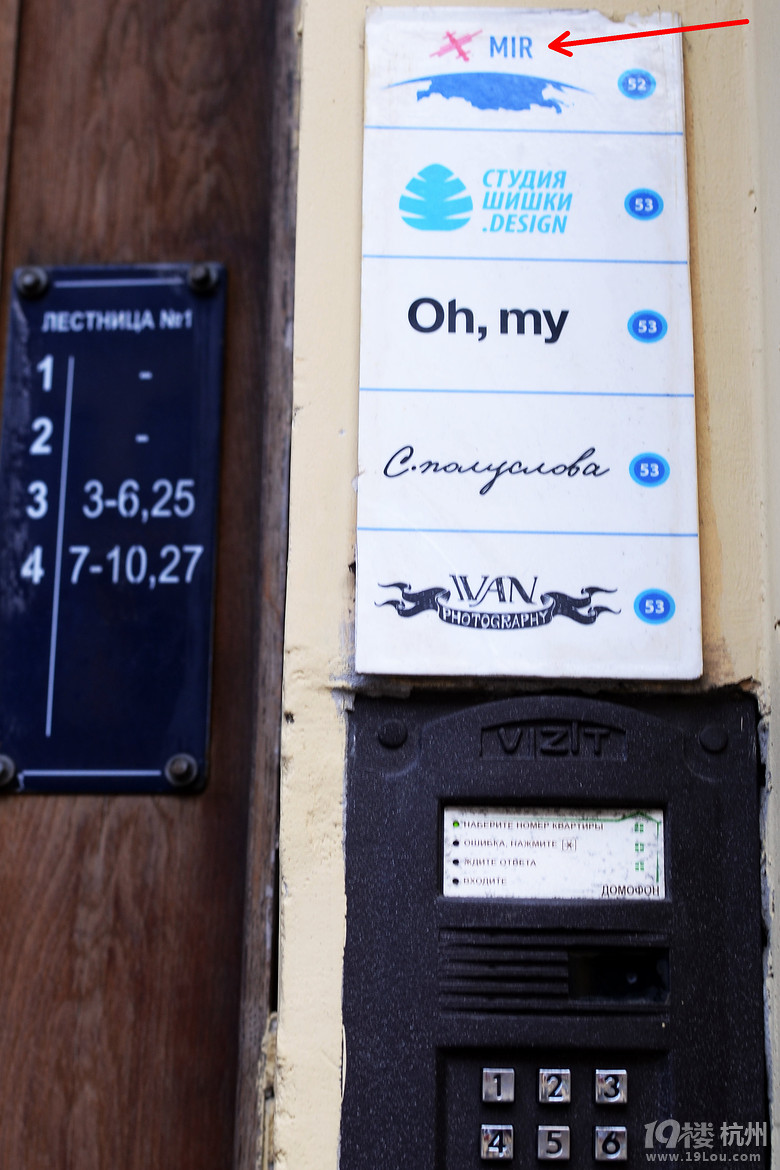 MIR
52
СТУДИЯ
ШИШКИ
.DESIGN
53
Oh, my
53
С.полуслова
53
IVAN
PHOTOGRAPHY
53
ЛЕСТНИЦА №1
1 -
2 -
3 3-6,25
4 7-10,27
VIZIT
НАБЕРИТЕ НОМЕР КВАРТИРЫ
ОШИБКА, НАЖМИТЕ X
ЖДИТЕ ОТВЕТА
ВХОДИТЕ
ДОМОФОН
1 2 3
4 5 6
19楼 杭州
www.19Lou.com